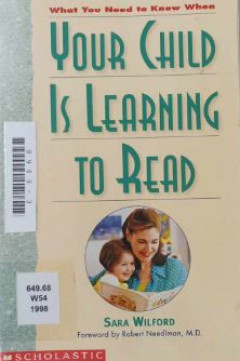 What You Need to Know When
YOUR CHILD
IS LEARNING
TO READ
649.68
W54
1998
SARA WILFORD
Foreword by Robert Needlman, M.D.
SCHOLASTIC